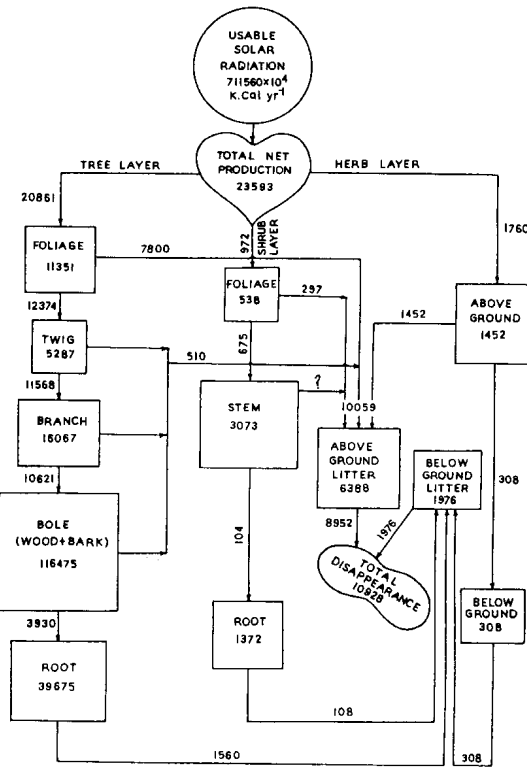 USABLE
SOLAR
RADIATION
711560×10⁴
K.Cal yr⁻¹
TREE LAYER
TOTAL NET
PRODUCTION
23593
HERB LAYER
20861
972
SHRUB
LAYER
1760
FOLIAGE
11351
7800
FOLIAGE
538
297
ABOVE
GROUND
1452
1452
12374
TWIG
5287
510
675
11568
BRANCH
16067
STEM
3073
?
10059
ABOVE
GROUND
LITTER
6388
BELOW
GROUND
LITTER
1976
308
10621
BOLE
(WOOD+BARK)
116475
104
8952
1976
TOTAL
DISAPPEARANCE
10928
BELOW
GROUND
308
3930
ROOT
39675
ROOT
1372
108
1560
308